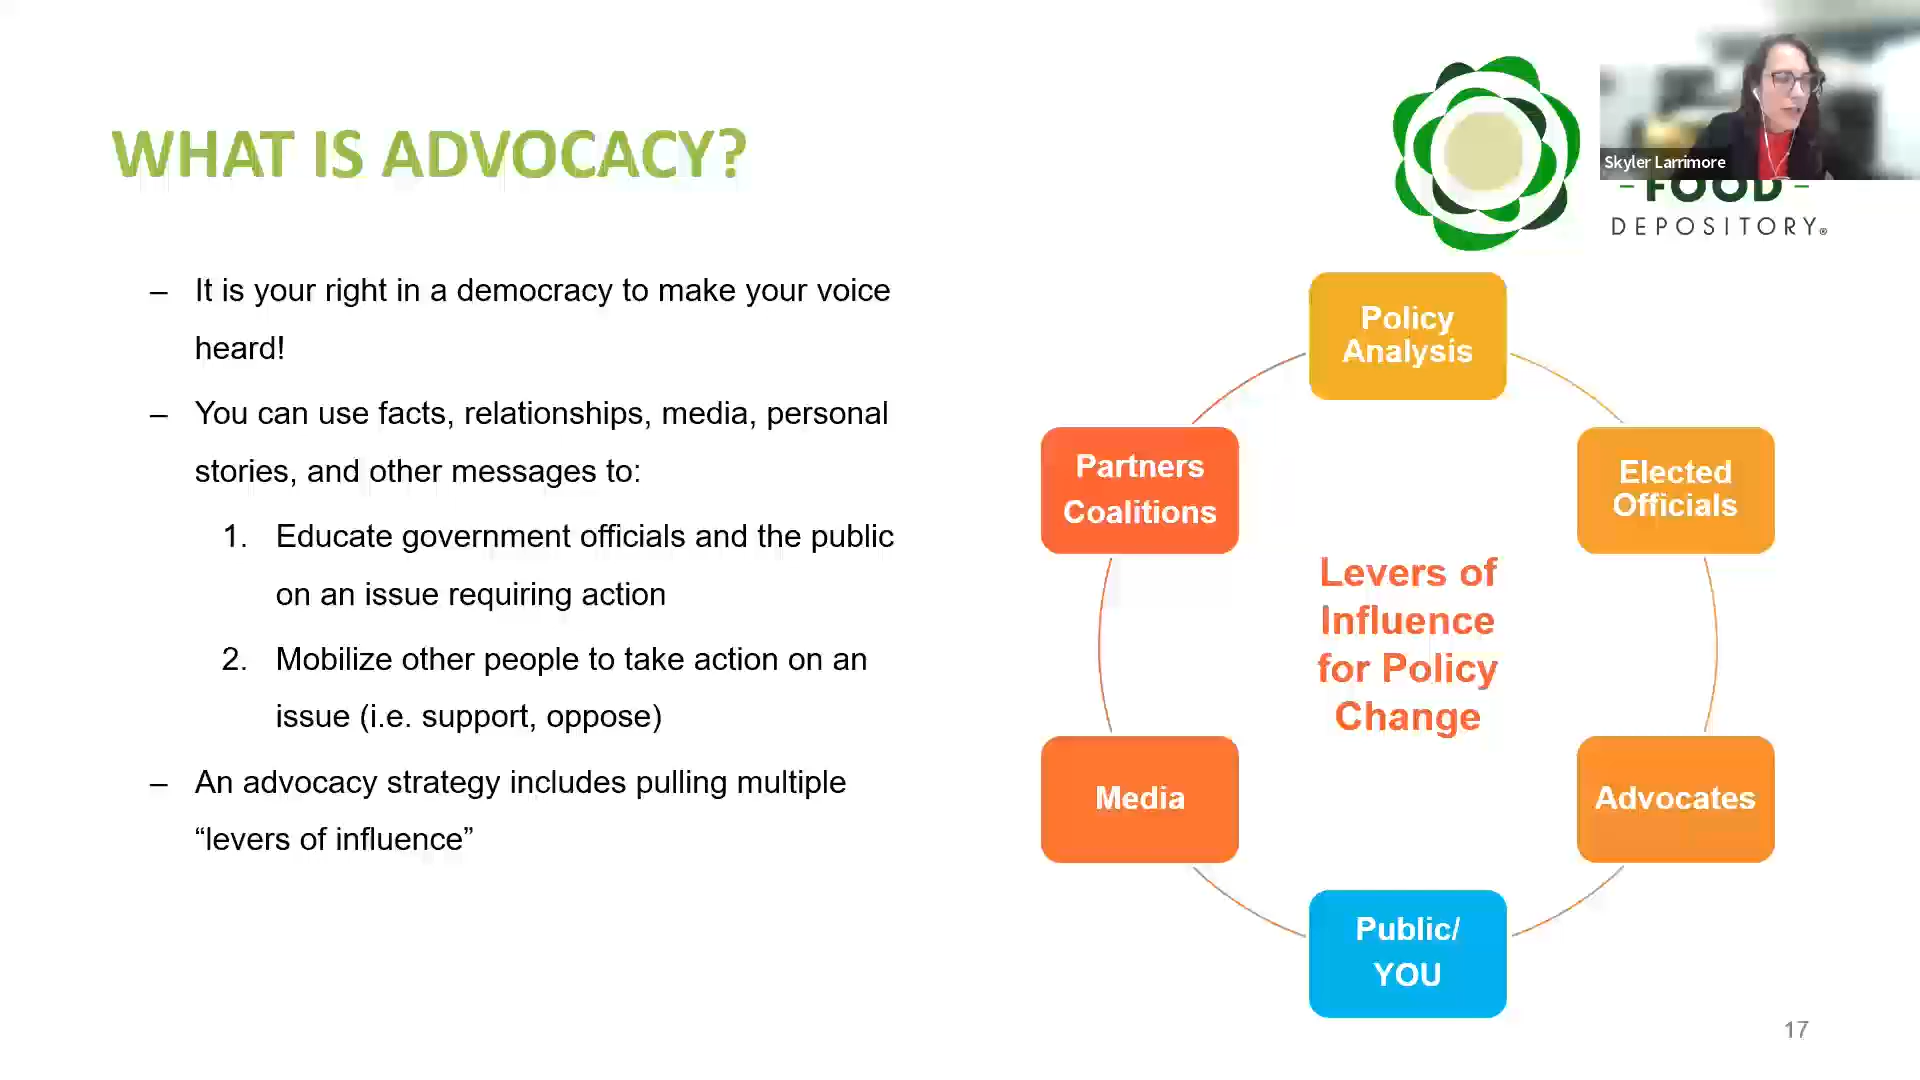 WHAT IS ADVOCACY?
Skyler Larrimore
– FOOD –
DEPOSITORY®
– It is your right in a democracy to make your voice
heard!
– You can use facts, relationships, media, personal
stories, and other messages to:
1. Educate government officials and the public
on an issue requiring action
2. Mobilize other people to take action on an
issue (i.e. support, oppose)
– An advocacy strategy includes pulling multiple
“levers of influence”
Policy
Analysis
Elected
Officials
Advocates
Public/
YOU
Media
Partners
Coalitions
Levers of
Influence
for Policy
Change
17